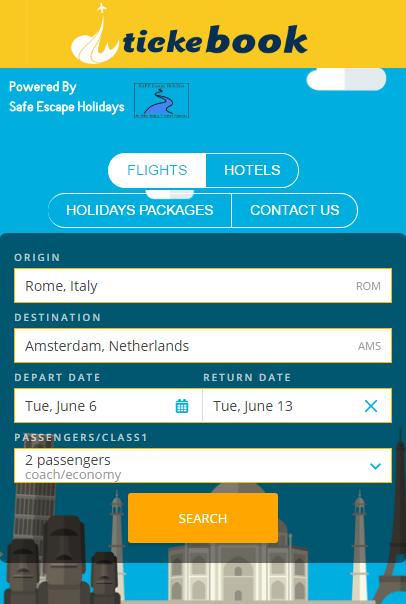 tickebook
Powered By
Safe Escape Holidays
FLIGHTS
HOTELS
HOLIDAYS PACKAGES
CONTACT US
ORIGIN
Rome, Italy ROM
DESTINATION
Amsterdam, Netherlands AMS
DEPART DATE RETURN DATE
Tue, June 6 Tue, June 13
PASSENGERS/CLASS1
2 passengers
coach/economy
SEARCH